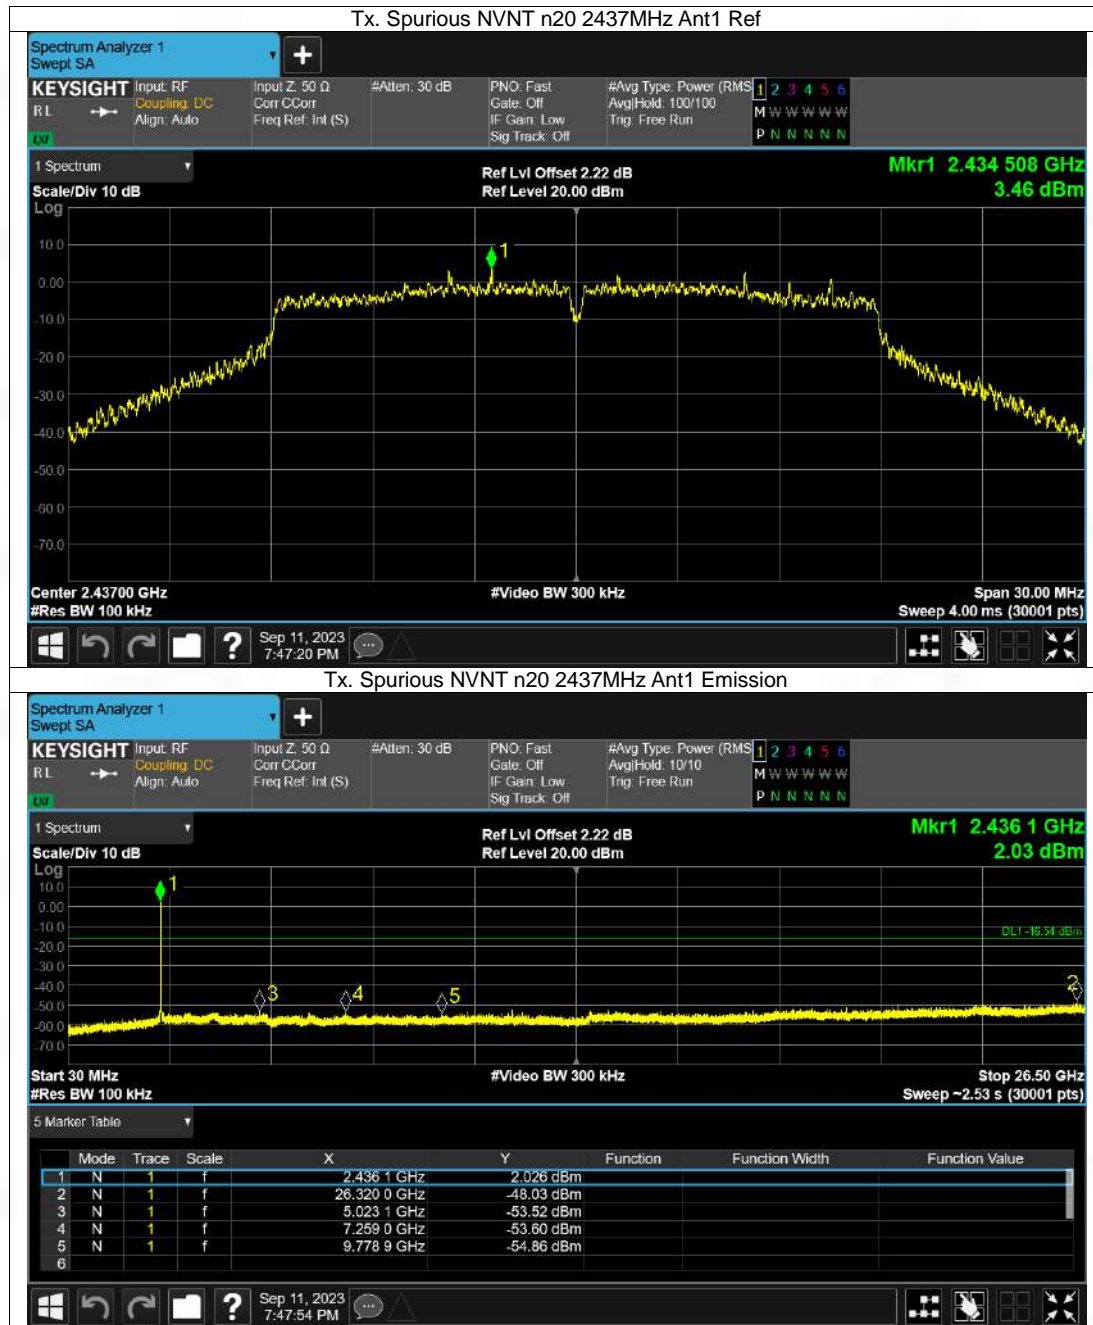 Tx. Spurious NVNT n20 2437MHz Ant1 Ref
Spectrum Analyzer 1
Swept SA
+
KEYSIGHT Input: RF Input Z: 50 Ω #Atten: 30 dB PNO: Fast #Avg Type: Power (RMS 1 2 3 4 5 6
R L Coupling: DC Corr CCorr Gate: Off Avg|Hold: 100/100 M W W W W W
Align: Auto Freq Ref: Int (S) IF Gain: Low Trig: Free Run
LXI Sig Track: Off P N N N N N
1 Spectrum Ref Lvl Offset 2.22 dB Mkr1 2.434 508 GHz
Scale/Div 10 dB Ref Level 20.00 dBm 3.46 dBm
Log
10.0
1
0.00
-10.0
-20.0
-30.0
-40.0
-50.0
-60.0
-70.0
Center 2.43700 GHz #Video BW 300 kHz Span 30.00 MHz
#Res BW 100 kHz Sweep 4.00 ms (30001 pts)
? Sep 11, 2023
7:47:20 PM
Tx. Spurious NVNT n20 2437MHz Ant1 Emission
Spectrum Analyzer 1
Swept SA
+
KEYSIGHT Input: RF Input Z: 50 Ω #Atten: 30 dB PNO: Fast #Avg Type: Power (RMS 1 2 3 4 5 6
R L Coupling: DC Corr CCorr Gate: Off Avg|Hold: 10/10 M W W W W W
Align: Auto Freq Ref: Int (S) IF Gain: Low Trig: Free Run
LXI Sig Track: Off P N N N N N
1 Spectrum Ref Lvl Offset 2.22 dB Mkr1 2.436 1 GHz
Scale/Div 10 dB Ref Level 20.00 dBm 2.03 dBm
Log
10.0 1
0.00
-10.0 DL1 -16.54 dBm
-20.0
-30.0
-40.0 2
3 4 5
-50.0
-60.0
-70.0
Start 30 MHz #Video BW 300 kHz Stop 26.50 GHz
#Res BW 100 kHz Sweep ~2.53 s (30001 pts)
5 Marker Table
Mode Trace Scale X Y Function Function Width Function Value
1 N 1 f 2.436 1 GHz 2.026 dBm
2 N 1 f 26.320 0 GHz -48.03 dBm
3 N 1 f 5.023 1 GHz -53.52 dBm
4 N 1 f 7.259 0 GHz -53.60 dBm
5 N 1 f 9.778 9 GHz -54.86 dBm
6
? Sep 11, 2023
7:47:54 PM